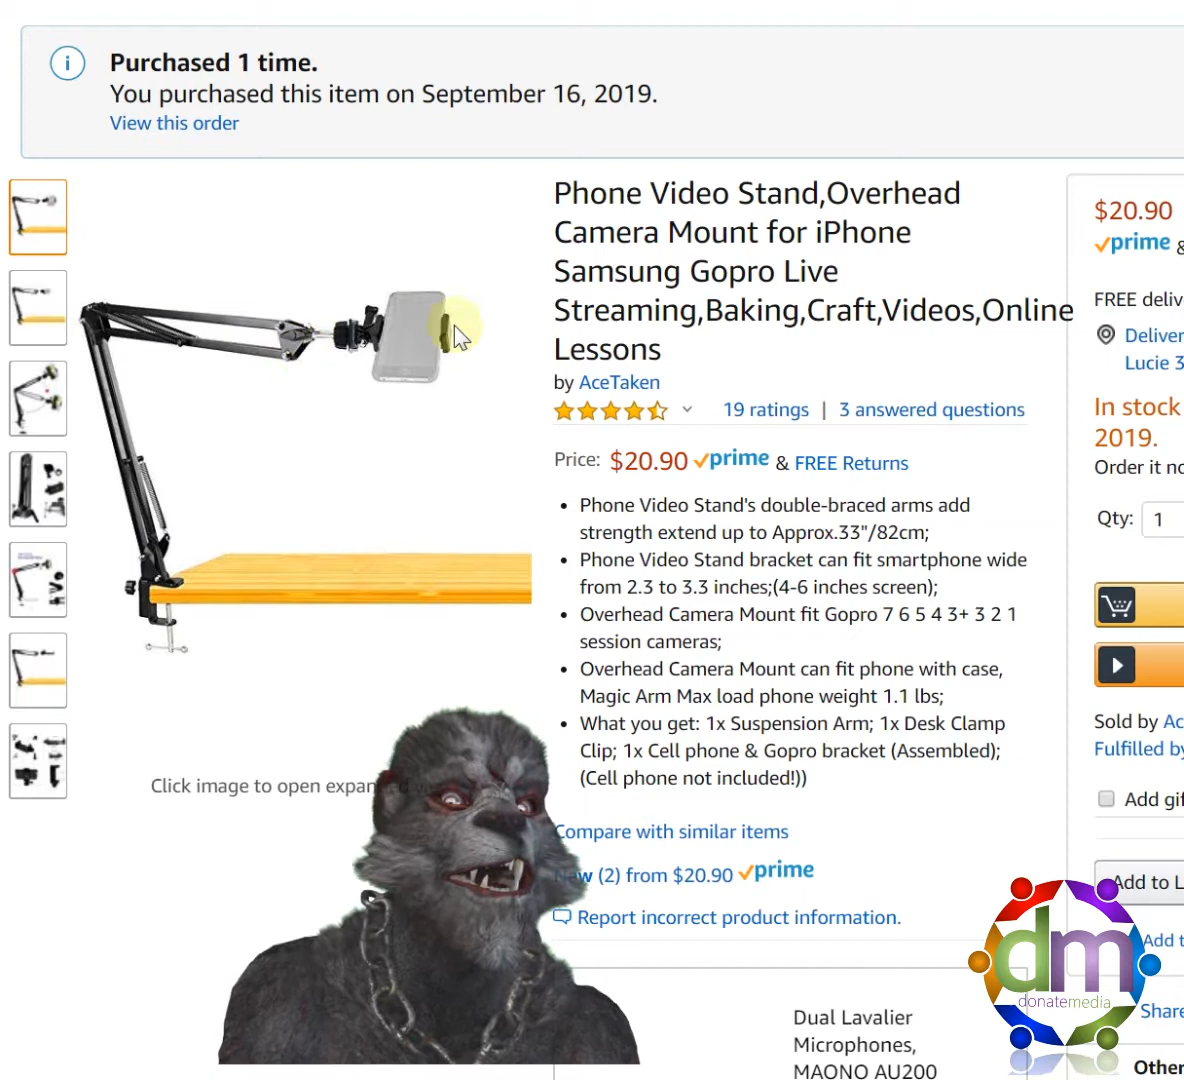 Purchased 1 time.
You purchased this item on September 16, 2019.
View this order
Phone Video Stand,Overhead
Camera Mount for iPhone
Samsung Gopro Live
Streaming,Baking,Craft,Videos,Online
Lessons
by AceTaken
19 ratings | 3 answered questions
Price: $20.90 prime & FREE Returns
• Phone Video Stand's double-braced arms add
strength extend up to Approx.33"/82cm;
• Phone Video Stand bracket can fit smartphone wide
from 2.3 to 3.3 inches;(4-6 inches screen);
• Overhead Camera Mount fit Gopro 7 6 5 4 3+ 3 2 1
session cameras;
• Overhead Camera Mount can fit phone with case,
Magic Arm Max load phone weight 1.1 lbs;
• What you get: 1x Suspension Arm; 1x Desk Clamp
Clip; 1x Cell phone & Gopro bracket (Assembled);
(Cell phone not included!))
Click image to open
Compare with similar items
(2) from $20.90 prime
Report incorrect product information.
Dual Lavalier
Microphones,
MAONO AU200
$20.90
prime &
FREE
Lucie 3
In stock
2019.
Order it
Qty: 1
Sold by
Fulfilled
Add
Add to
dm
donatemedia
Add
Share
Other